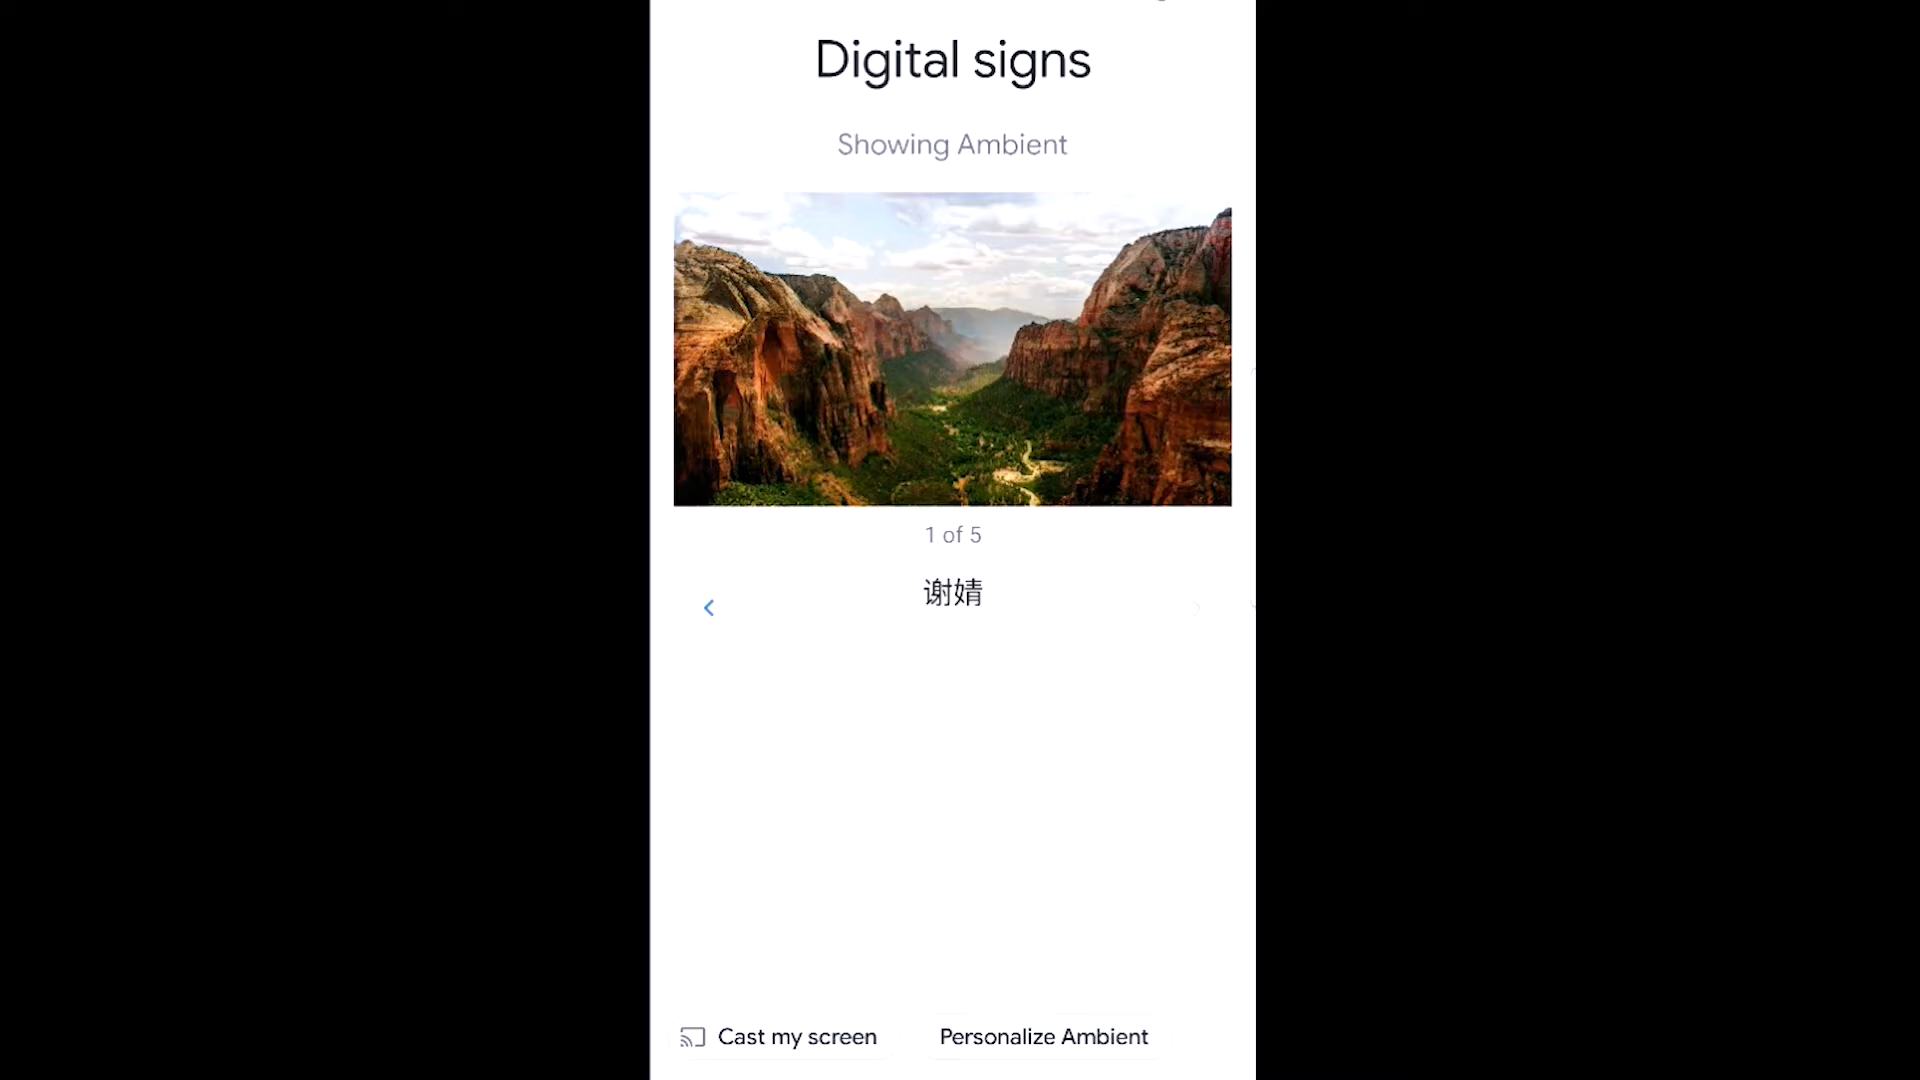 Digital signs
Showing Ambient
1 of 5
谢婧
Cast my screen
Personalize Ambient